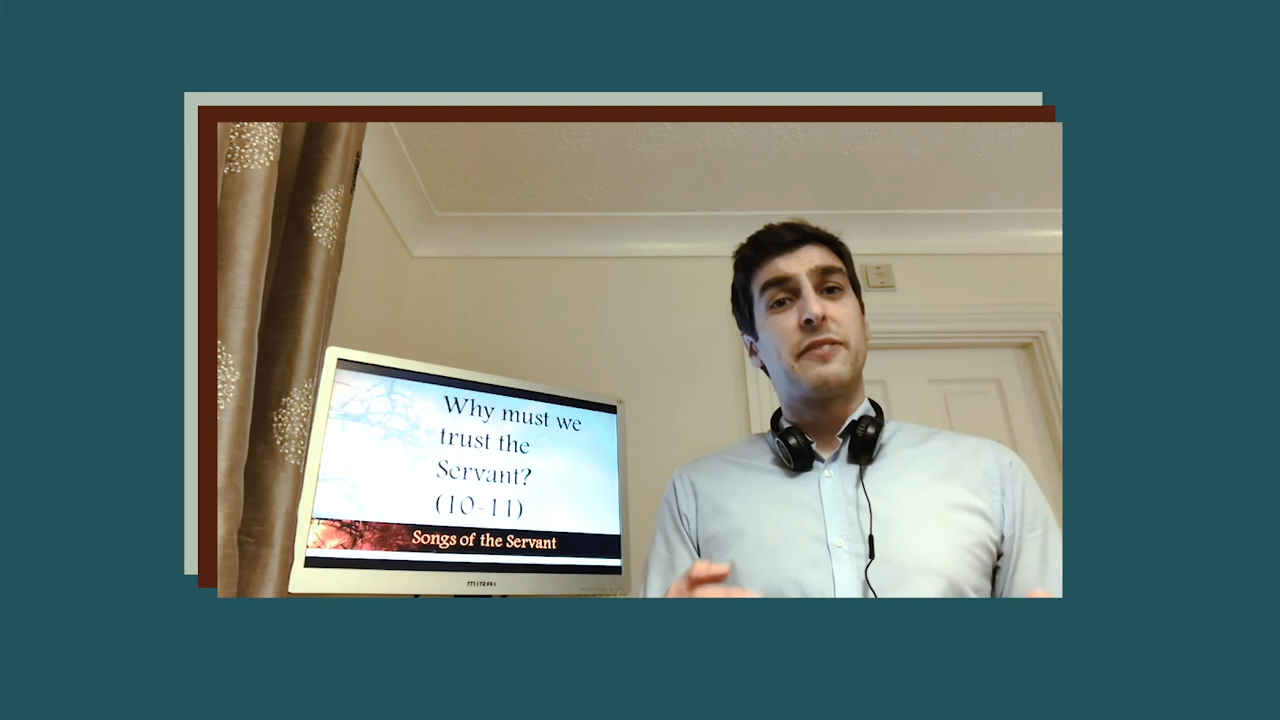 Why must we
trust the
Servant?
(10-11)
Songs of the Servant
MIRAI